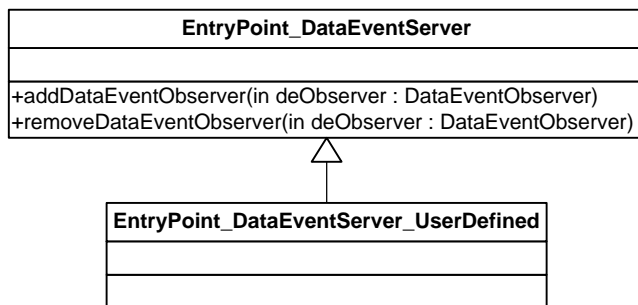 EntryPoint_DataEventServer
+addDataEventObserver(in deObserver : DataEventObserver)
+removeDataEventObserver(in deObserver : DataEventObserver)
EntryPoint_DataEventServer_UserDefined